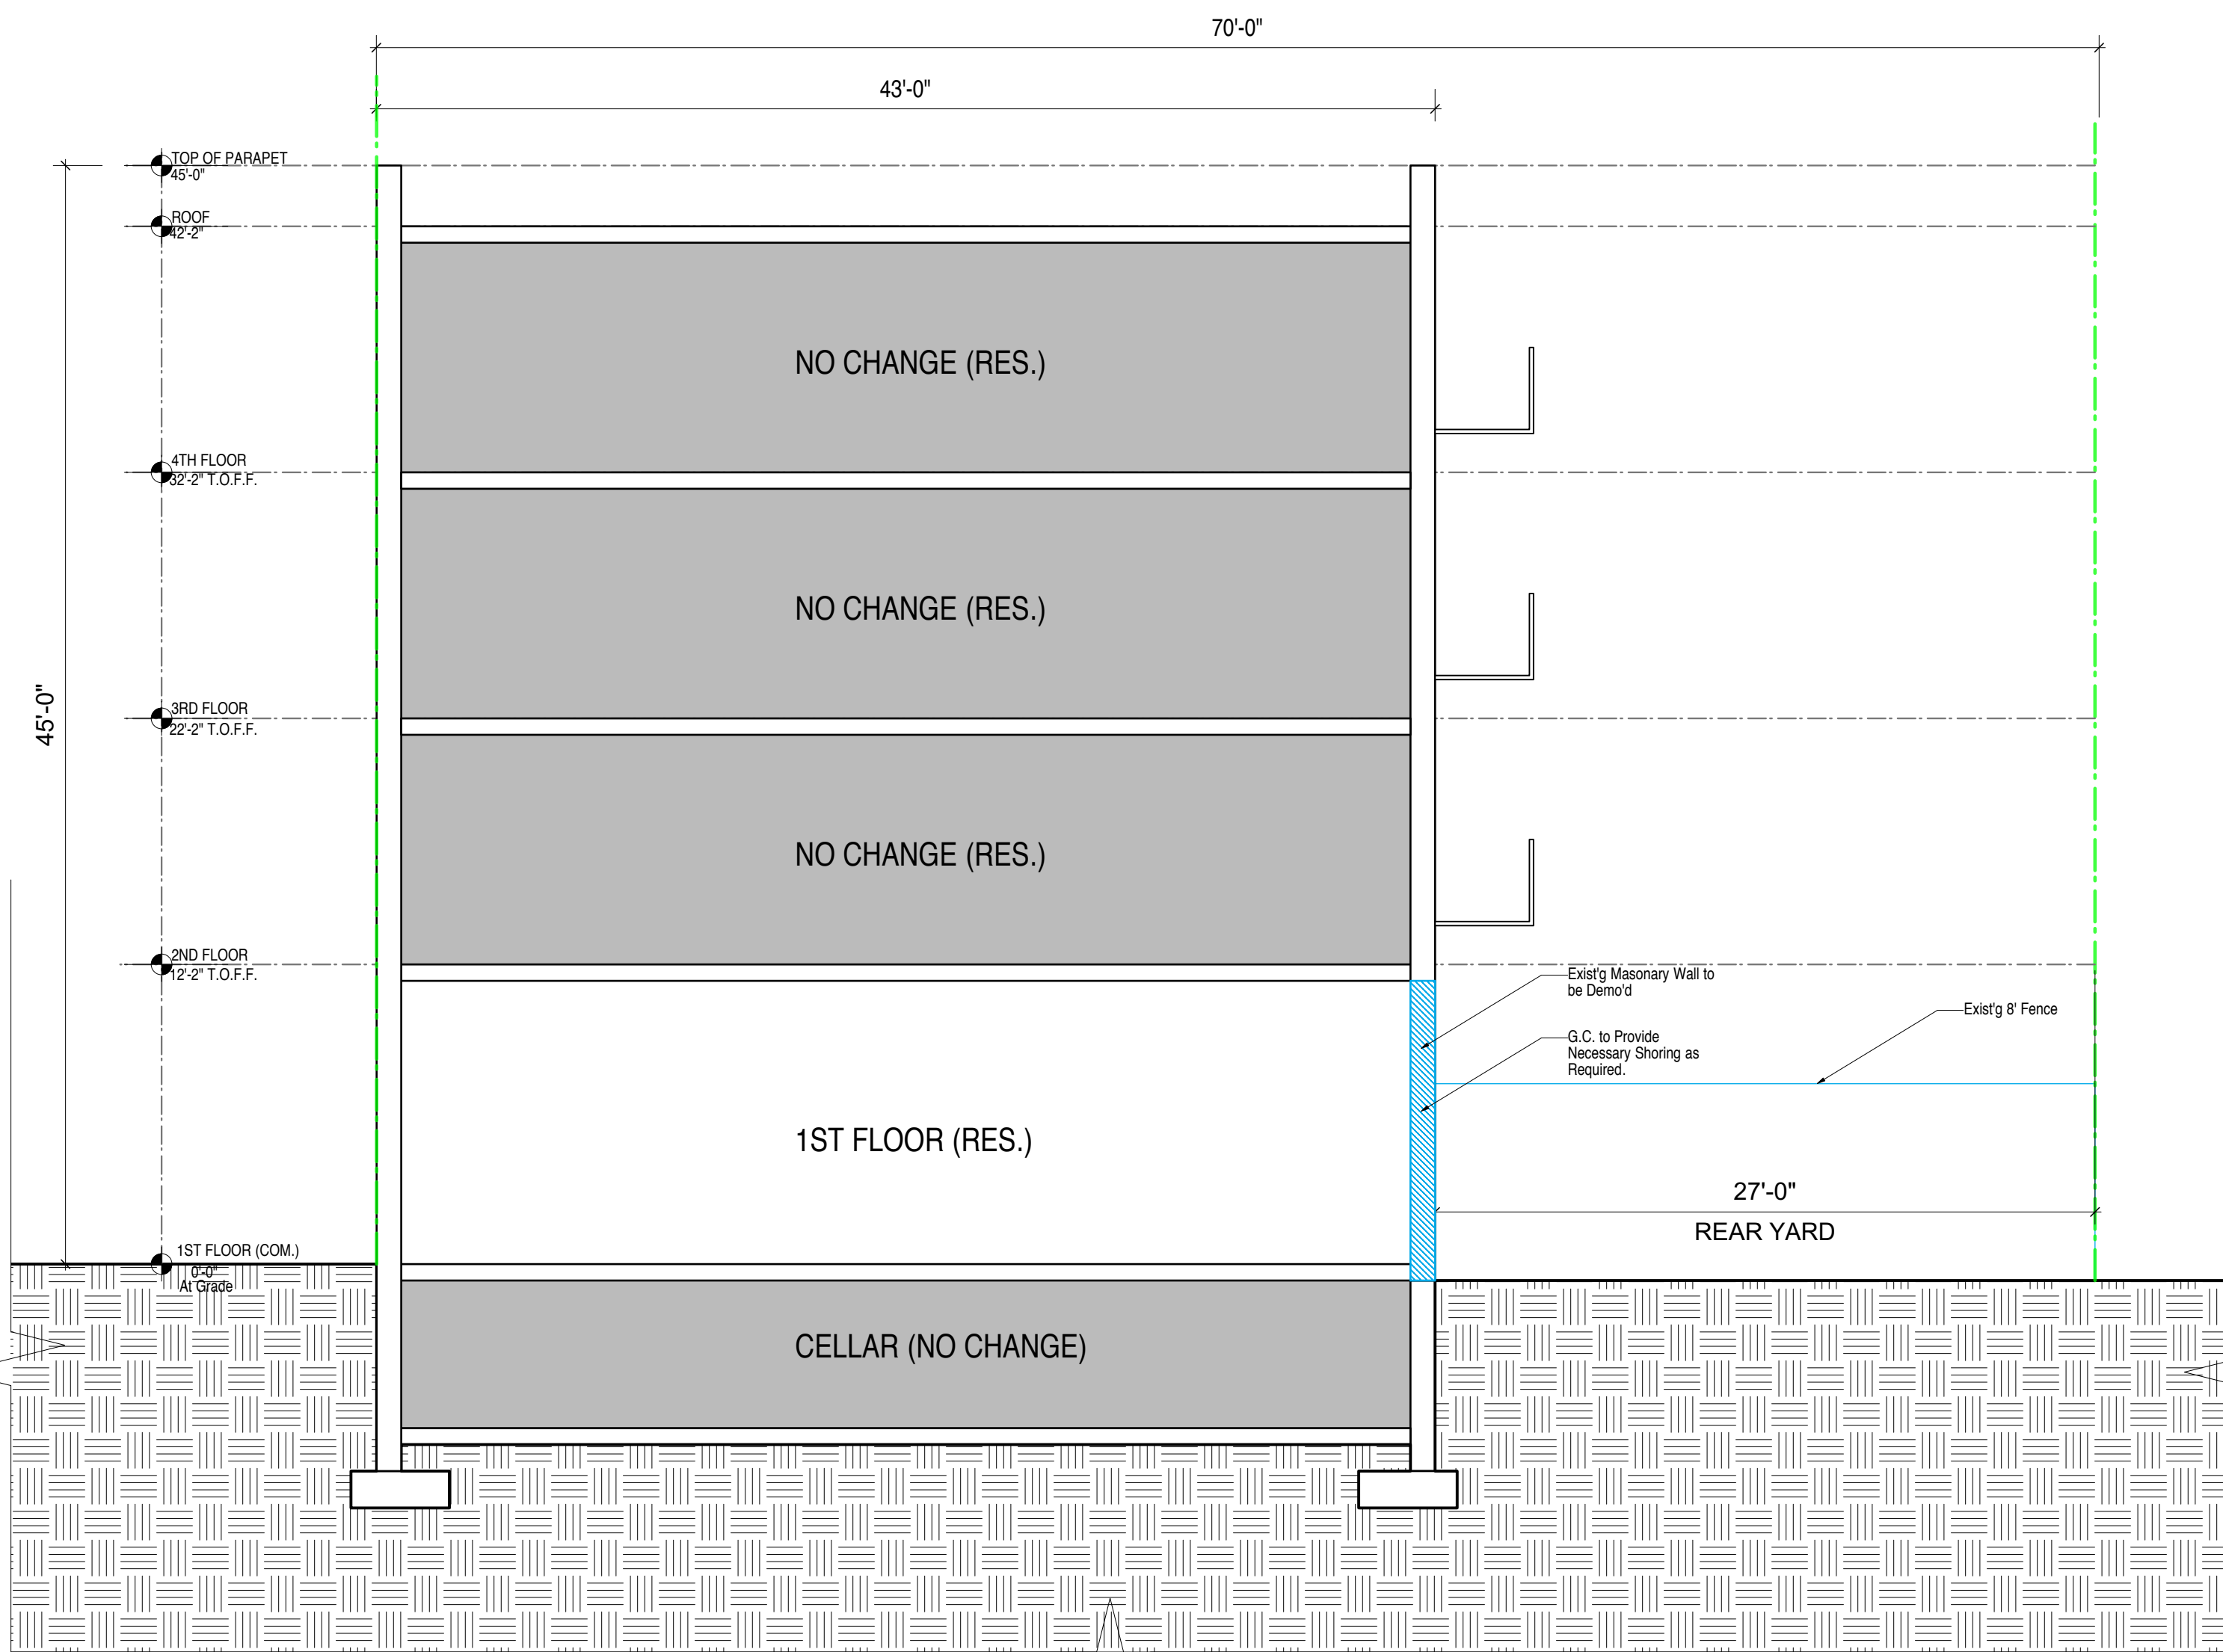 70'-0"
43'-0"
TOP OF PARAPET
45'-0"
ROOF
42'-2"
NO CHANGE (RES.)
4TH FLOOR
32'-2" T.O.F.F.
NO CHANGE (RES.)
45'-0"
3RD FLOOR
22'-2" T.O.F.F.
NO CHANGE (RES.)
2ND FLOOR
12'-2" T.O.F.F.
Exist'g Masonary Wall to
be Demo'd
Exist'g 8' Fence
G.C. to Provide
Necessary Shoring as
Required.
1ST FLOOR (RES.)
27'-0"
REAR YARD
1ST FLOOR (COM.)
0'-0"
At Grade
CELLAR (NO CHANGE)